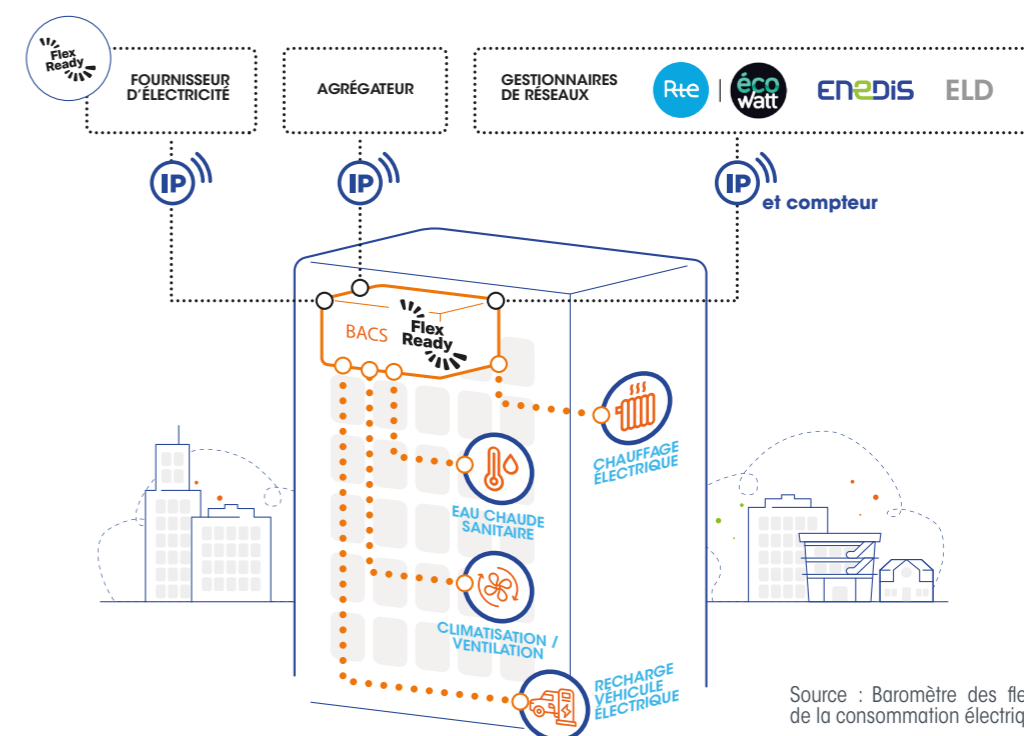 Flex
Ready
FOURNISSEUR
D'ÉLECTRICITÉ
AGRÉGATEUR
GESTIONNAIRES
DE RÉSEAUX
Rte
éco
watt
ENEDIS
ELD
IP
IP
IP
et compteur
BACS
Flex
Ready
CHAUFFAGE
ÉLECTRIQUE
EAU CHAUDE
SANITAIRE
CLIMATISATION /
VENTILATION
RECHARGE
VÉHICULE
ÉLECTRIQUE
Source : Baromètre des
de la consommation